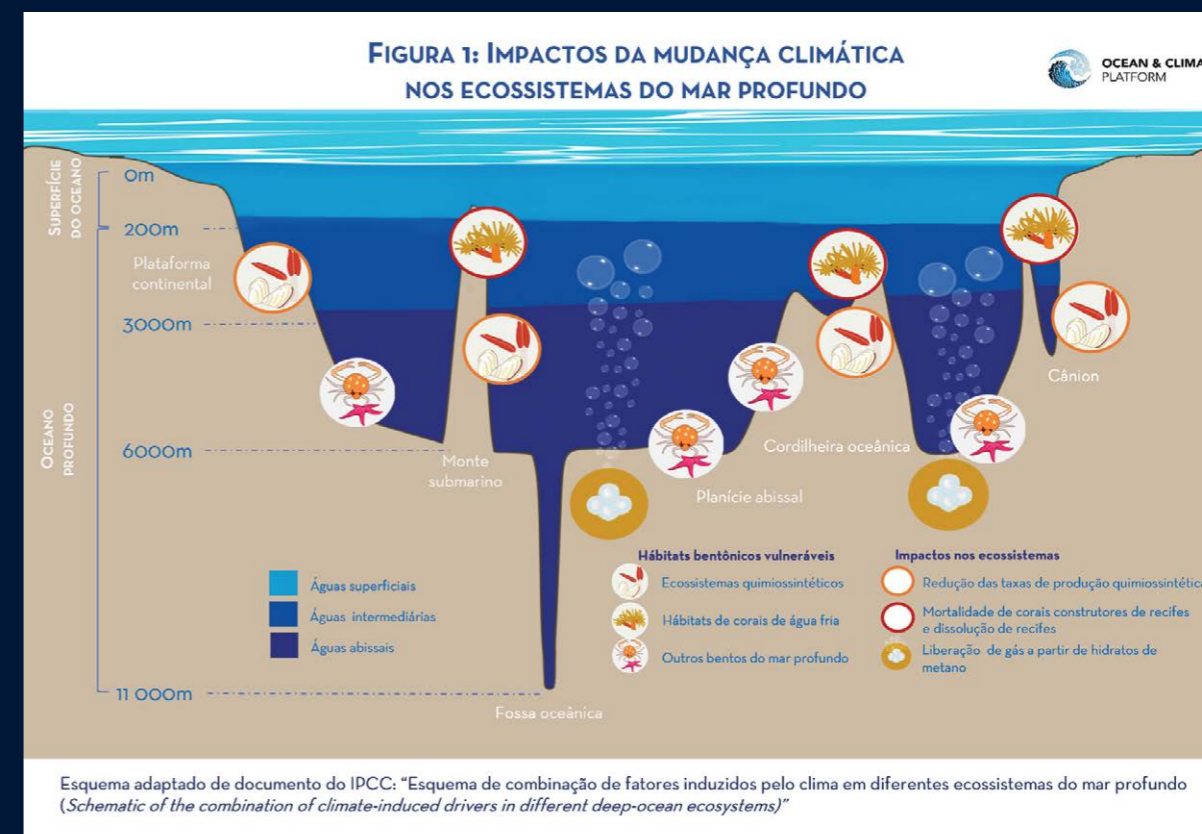 FIGURA 1: IMPACTOS DA MUDANÇA CLIMÁTICA
NOS ECOSSISTEMAS DO MAR PROFUNDO
OCEAN & CLIMA
PLATFORM
SUPERFÍCIE
DO OCEANO
0m
200m
Plataforma
continental
3000m
Cânion
OCEANO
PROFUNDO
6000m
Monte
submarino
Cordilheira oceânica
Planície abissal
Águas superficiais
Águas intermediárias
Águas abissais
Hábitats bentônicos vulneráveis
Ecossistemas quimiossintéticos
Hábitats de corais de água fria
Outros bentos do mar profundo
Impactos nos ecossistemas
Redução das taxas de produção quimiossintética
Mortalidade de corais construtores de recifes
e dissolução de recifes
Liberação de gás a partir de hidratos de
metano
11 000m
Fossa oceânica
Esquema adaptado de documento do IPCC: “Esquema de combinação de fatores induzidos pelo clima em diferentes ecossistemas do mar profundo
(Schematic of the combination of climate-induced drivers in different deep-ocean ecosystems)”